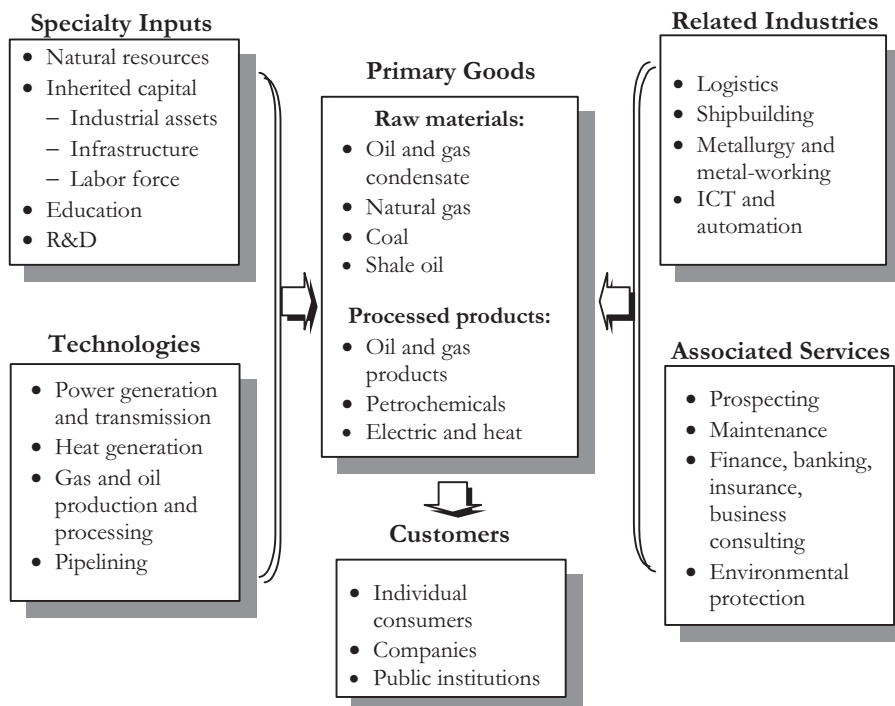 Specialty Inputs
• Natural resources
• Inherited capital
– Industrial assets
– Infrastructure
– Labor force
• Education
• R&D
Technologies
• Power generation
and transmission
• Heat generation
• Gas and oil
production and
processing
• Pipelining
Primary Goods
Raw materials:
• Oil and gas
condensate
• Natural gas
• Coal
• Shale oil
Processed products:
• Oil and gas
products
• Petrochemicals
• Electric and heat
Customers
• Individual
consumers
• Companies
• Public institutions
Related Industries
• Logistics
• Shipbuilding
• Metallurgy and
metal-working
• ICT and
automation
Associated Services
• Prospecting
• Maintenance
• Finance, banking,
insurance,
business
consulting
• Environmental
protection